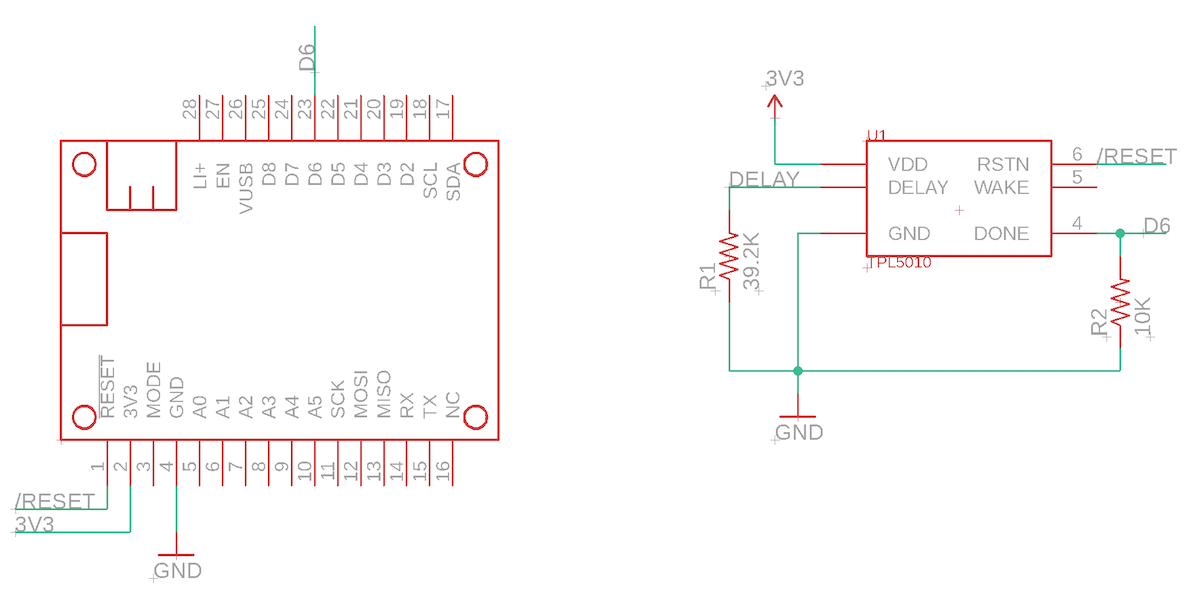 D6
28 27 26 25 24 23 22 21 20 19 18 17
LI+ EN VUSB D8 D7 D6 D5 D4 D3 D2 SCL SDA
RESET 3V3 MODE GND A0 A1 A2 A3 A4 A5 SCK MOSI MISO RX TX NC
1 2 3 4 5 6 7 8 9 10 11 12 13 14 15 16
/RESET
3V3
GND
3V3
U1
VDD RSTN 6 /RESET
DELAY DELAY WAKE 5
GND DONE 4 D6
TPL5010
R1 39.2K
R2 10K
GND